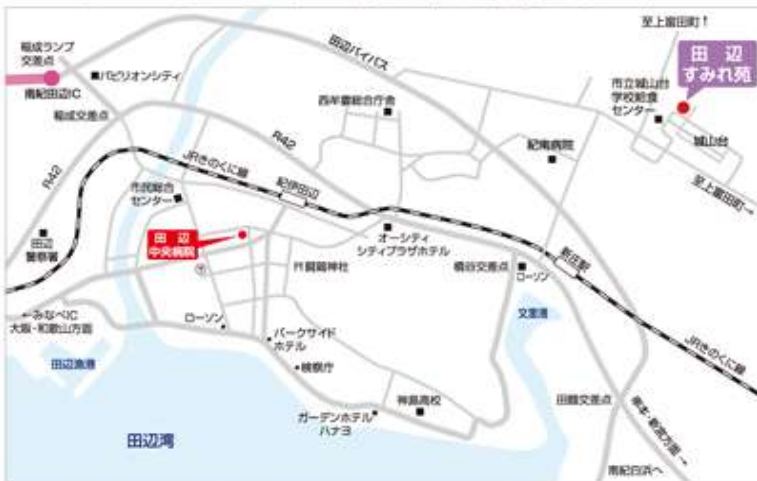 至上富田町↑
稲成ランプ
交差点
田辺バイパス
田辺
すみれ苑
パビリオンシティ
西牟婁総合庁舎
市立城山台
学校給食
センター
南紀田辺IC
稲成交差点
R42
紀南病院
城山台
JRきのくに線
R42
紀伊田辺
市民総合
センター
至上富田町→
田辺
中央病院
田辺
警察署
オーシティ
シティプラザホテル
新庄駅
闘鶏神社
橋谷交差点
ローソン
←みなべIC
大阪・和歌山方面
文里港
ローソン
パークサイド
ホテル
JRきのくに線
田辺漁港
検察庁
神島高校
田鶴交差点
ガーデンホテル
ハナヨ
串本・新宮方面→
田辺湾
南紀白浜へ